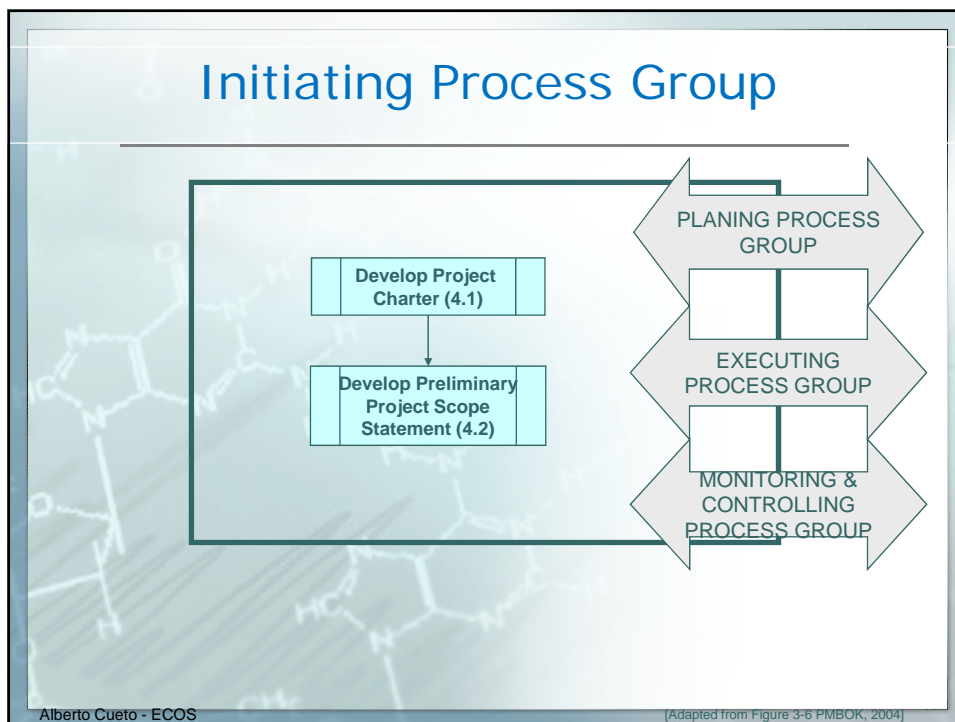 Initiating Process Group
PLANING PROCESS
GROUP
Develop Project
Charter (4.1)
EXECUTING
PROCESS GROUP
Develop Preliminary
Project Scope
Statement (4.2)
MONITORING &
CONTROLLING
PROCESS GROUP
Alberto Cueto - ECOS
[Adapted from Figure 3-6 PMBOK, 2004]